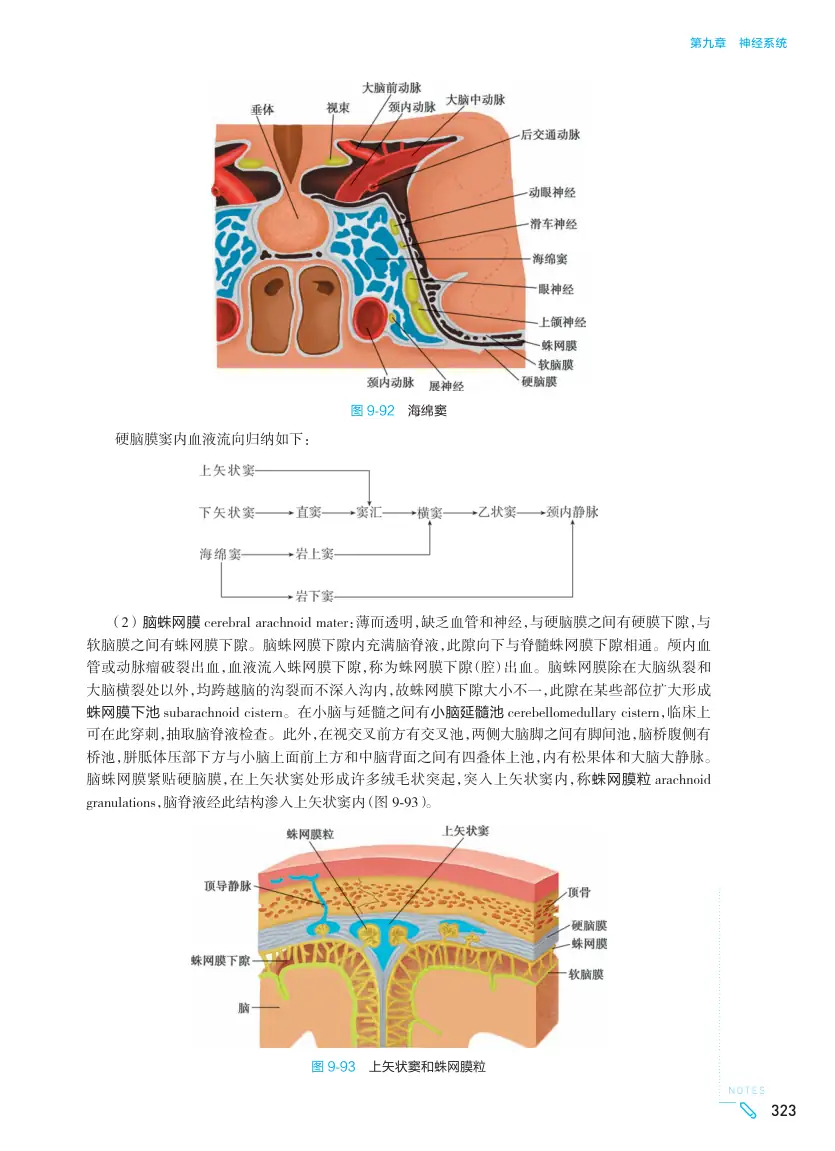 第九章 神经系统
大脑前动脉
垂体 视束 颈内动脉 大脑中动脉
后交通动脉
动眼神经
滑车神经
海绵窦
眼神经
上颌神经
蛛网膜
软脑膜
颈内动脉 展神经 硬脑膜
图 9-92 海绵窦
硬脑膜窦内血液流向归纳如下：
上矢状窦
下矢状窦 直窦 窦汇 横窦 乙状窦 颈内静脉
海绵窦 岩上窦
岩下窦
（2）脑蛛网膜 cerebral arachnoid mater：薄而透明，缺乏血管和神经，与硬脑膜之间有硬膜下隙，与
软脑膜之间有蛛网膜下隙。脑蛛网膜下隙内充满脑脊液，此隙向下与脊髓蛛网膜下隙相通。颅内血
管或动脉瘤破裂出血，血液流入蛛网膜下隙，称为蛛网膜下隙（腔）出血。脑蛛网膜除在大脑纵裂和
大脑横裂处以外，均跨越脑的沟裂而不深入沟内，故蛛网膜下隙大小不一，此隙在某些部位扩大形成
蛛网膜下池 subarachnoid cistern。在小脑与延髓之间有小脑延髓池 cerebellomedullary cistern，临床上
可在此穿刺，抽取脑脊液检查。此外，在视交叉前方有交叉池，两侧大脑脚之间有脚间池，脑桥腹侧有
桥池，胼胝体压部下方与小脑上面前上方和中脑背面之间有四叠体上池，内有松果体和大脑大静脉。
脑蛛网膜紧贴硬脑膜，在上矢状窦处形成许多绒毛状突起，突入上矢状窦内，称蛛网膜粒 arachnoid
granulations，脑脊液经此结构渗入上矢状窦内（图 9-93）。
蛛网膜粒 上矢状窦
顶导静脉 顶骨
硬脑膜
蛛网膜
蛛网膜下隙 软脑膜
脑
图 9-93 上矢状窦和蛛网膜粒
NOTES
323